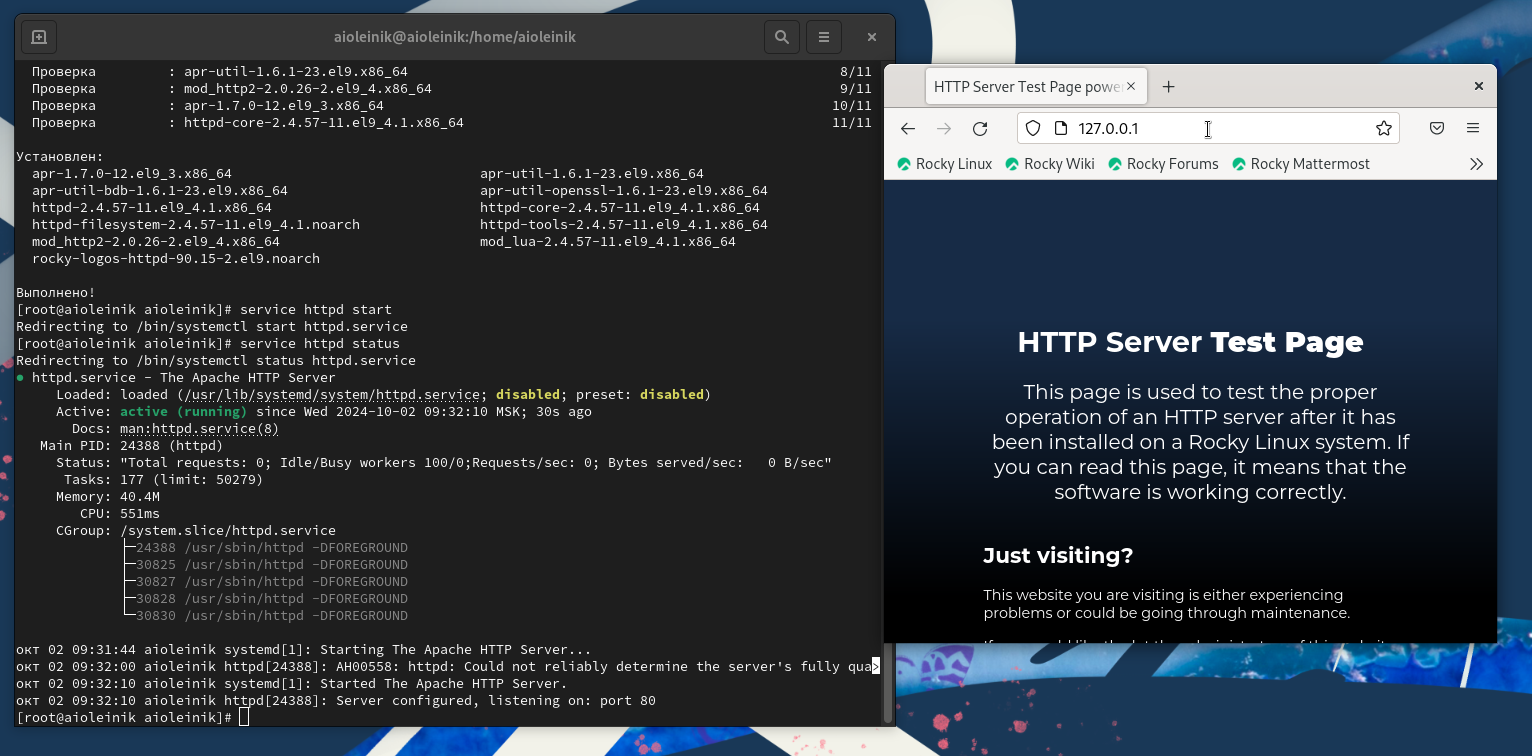 aioleinik@aioleinik:/home/aioleinik
Проверка : apr-util-1.6.1-23.el9.x86_64 8/11
Проверка : mod_http2-2.0.26-2.el9_4.x86_64 9/11
Проверка : apr-1.7.0-12.el9_3.x86_64 10/11
Проверка : httpd-core-2.4.57-11.el9_4.1.x86_64 11/11
Установлен:
apr-1.7.0-12.el9_3.x86_64 apr-util-1.6.1-23.el9.x86_64
apr-util-bdb-1.6.1-23.el9.x86_64 apr-util-openssl-1.6.1-23.el9.x86_64
httpd-2.4.57-11.el9_4.1.x86_64 httpd-core-2.4.57-11.el9_4.1.x86_64
httpd-filesystem-2.4.57-11.el9_4.1.noarch httpd-tools-2.4.57-11.el9_4.1.x86_64
mod_http2-2.0.26-2.el9_4.x86_64 mod_lua-2.4.57-11.el9_4.1.x86_64
rocky-logos-httpd-90.15-2.el9.noarch
Выполнено!
[root@aioleinik aioleinik]# service httpd start
Redirecting to /bin/systemctl start httpd.service
[root@aioleinik aioleinik]# service httpd status
Redirecting to /bin/systemctl status httpd.service
● httpd.service - The Apache HTTP Server
Loaded: loaded (/usr/lib/systemd/system/httpd.service; disabled; preset: disabled)
Active: active (running) since Wed 2024-10-02 09:32:10 MSK; 30s ago
Docs: man:httpd.service(8)
Main PID: 24388 (httpd)
Status: "Total requests: 0; Idle/Busy workers 100/0;Requests/sec: 0; Bytes served/sec: 0 B/sec"
Tasks: 177 (limit: 50279)
Memory: 40.4M
CPU: 551ms
CGroup: /system.slice/httpd.service
├─24388 /usr/sbin/httpd -DFOREGROUND
├─30825 /usr/sbin/httpd -DFOREGROUND
├─30827 /usr/sbin/httpd -DFOREGROUND
├─30828 /usr/sbin/httpd -DFOREGROUND
└─30830 /usr/sbin/httpd -DFOREGROUND
окт 02 09:31:44 aioleinik systemd[1]: Starting The Apache HTTP Server...
окт 02 09:32:00 aioleinik httpd[24388]: AH00558: httpd: Could not reliably determine the server's fully qua>
окт 02 09:32:10 aioleinik systemd[1]: Started The Apache HTTP Server.
окт 02 09:32:10 aioleinik httpd[24388]: Server configured, listening on: port 80
[root@aioleinik aioleinik]#
HTTP Server Test Page powe
127.0.0.1
Rocky Linux Rocky Wiki Rocky Forums Rocky Mattermost
HTTP Server Test Page
This page is used to test the proper
operation of an HTTP server after it has
been installed on a Rocky Linux system. If
you can read this page, it means that the
software is working correctly.
Just visiting?
This website you are visiting is either experiencing
problems or could be going through maintenance.